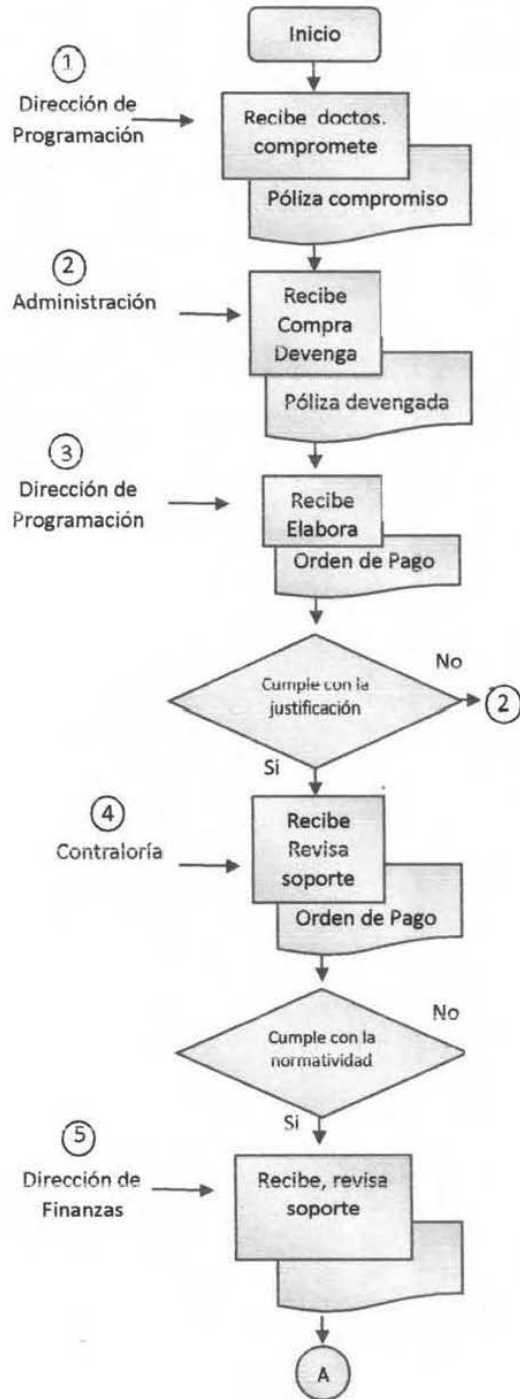 Inicio
1
Dirección de
Programación
Recibe doctos.
compromete
Póliza compromiso
2
Administración
Recibe
Compra
Devenga
Póliza devengada
3
Dirección de
Programación
Recibe
Elabora
Orden de Pago
Cumple con la
justificación
No
2
Si
4
Contraloría
Recibe
Revisa
soporte
Orden de Pago
Cumple con la
normatividad
No
Si
5
Dirección de
Finanzas
Recibe, revisa
soporte
A